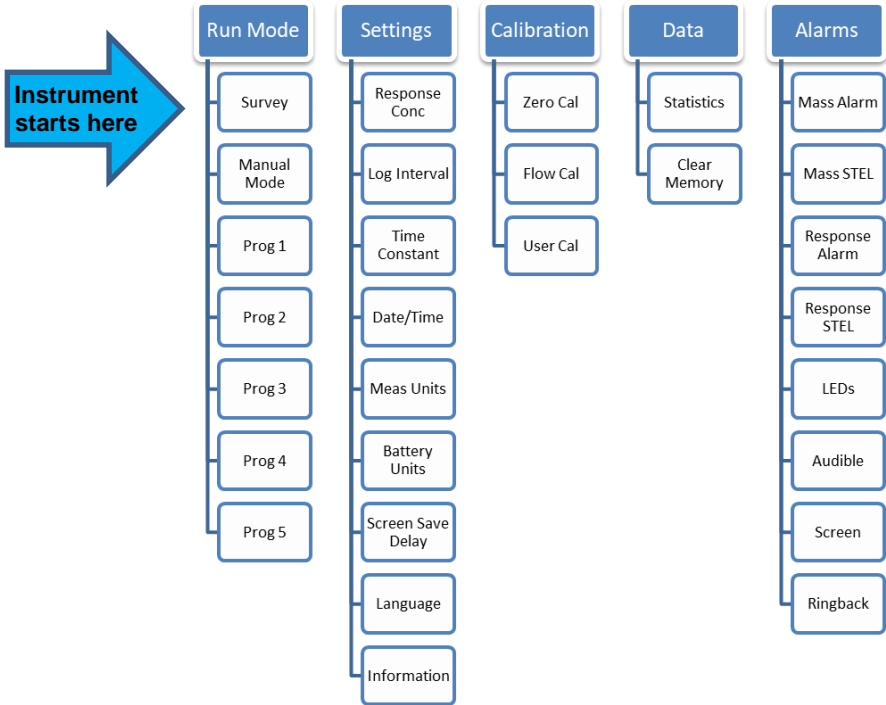 Instrument
starts here
Run Mode
Survey
Manual
Mode
Prog 1
Prog 2
Prog 3
Prog 4
Prog 5
Settings
Response
Conc
Log Interval
Time
Constant
Date/Time
Meas Units
Battery
Units
Screen Save
Delay
Language
Information
Calibration
Zero Cal
Flow Cal
User Cal
Data
Statistics
Clear
Memory
Alarms
Mass Alarm
Mass STEL
Response
Alarm
Response
STEL
LEDs
Audible
Screen
Ringback